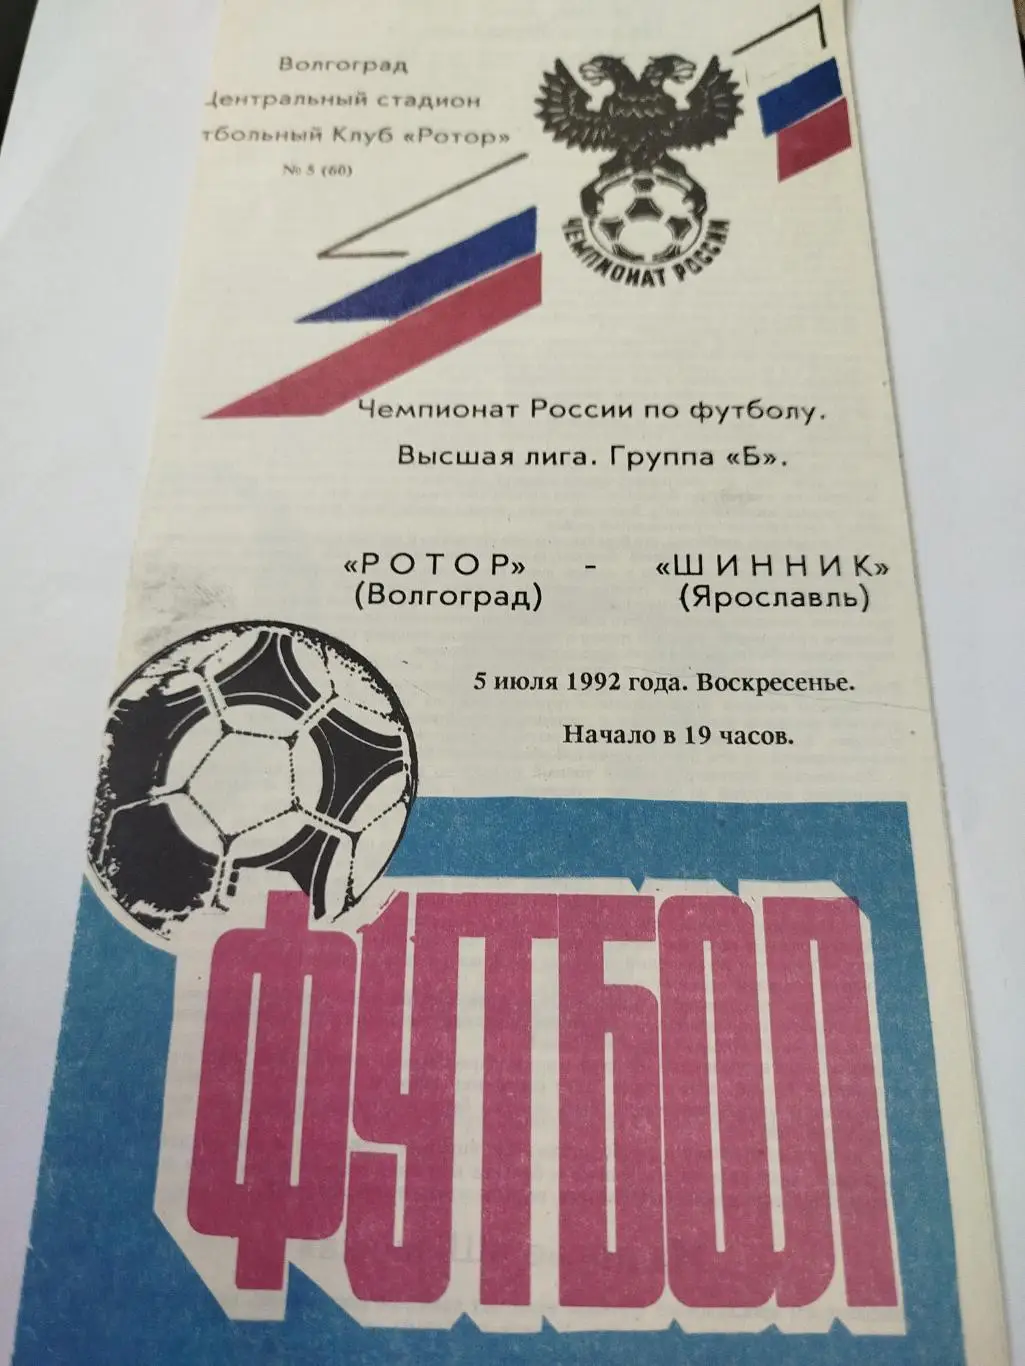 Волгоград
Центральный стадион
тбольный Клуб «Ротор»
№ 5 (60)
ЧЕМПИОНАТ РОССИИ
Чемпионат России по футболу.
Высшая лига. Группа «Б».
«РОТОР» - «ШИННИК»
(Волгоград) (Ярославль)
5 июля 1992 года. Воскресенье.
Начало в 19 часов.
ФУТБОЛ